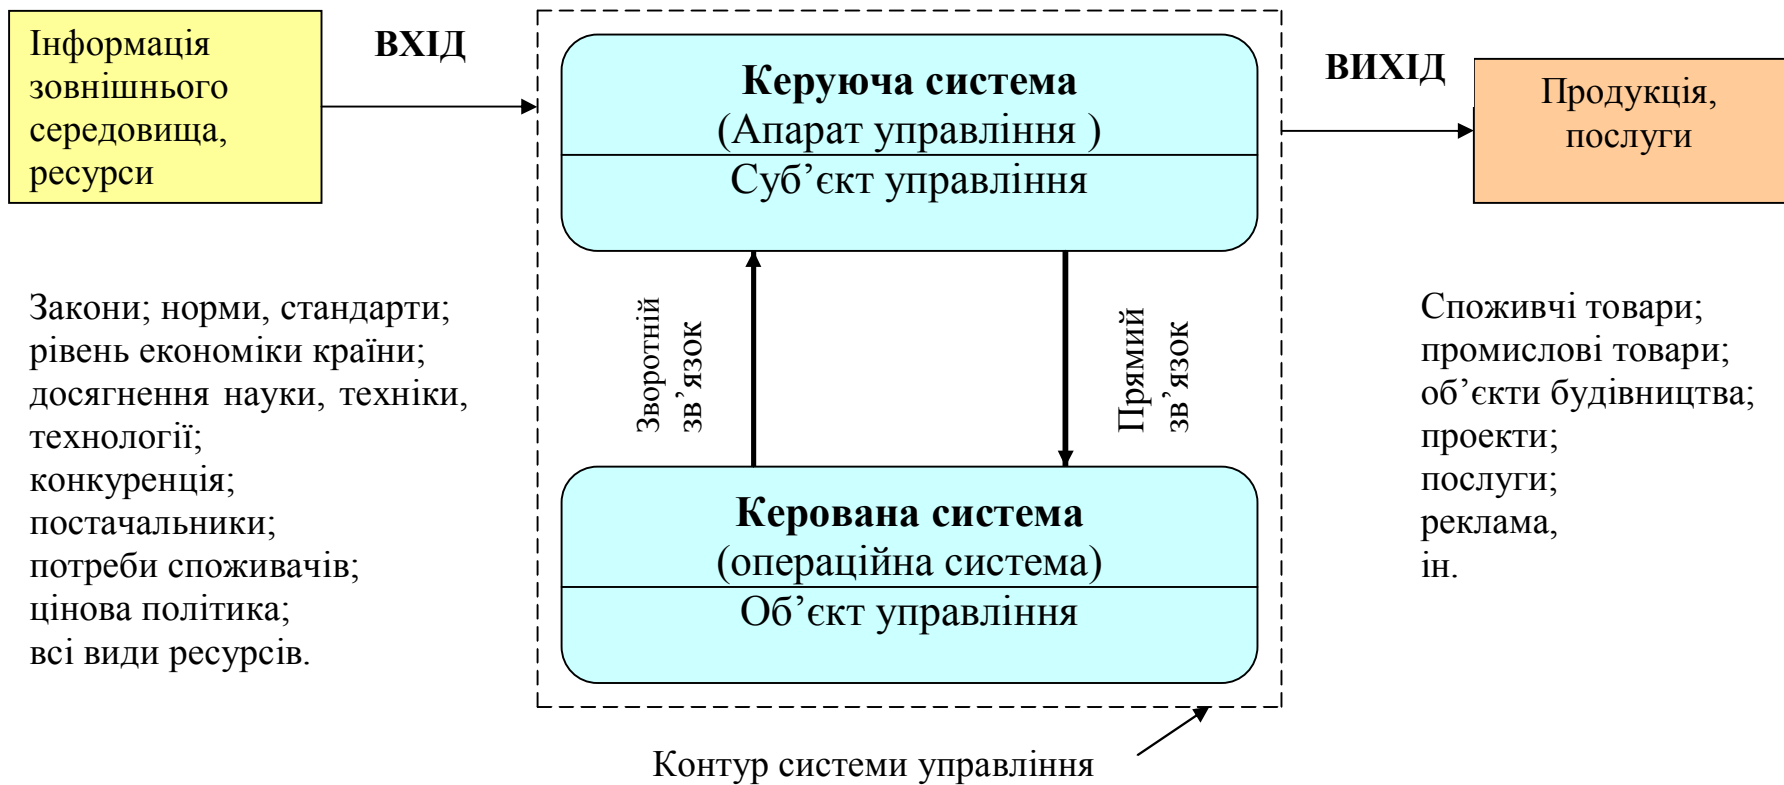 Інформація
зовнішнього
середовища,
ресурси
ВХІД
Керуюча система
(Апарат управління )
Суб’єкт управління
ВИХІД
Продукція,
послуги
Закони; норми, стандарти;
рівень економіки країни;
досягнення науки, техніки,
технології;
конкуренція;
постачальники;
потреби споживачів;
цінова політика;
всі види ресурсів.
Зворотній
зв’язок
Прямий
зв’язок
Споживчі товари;
промислові товари;
об’єкти будівництва;
проекти;
послуги;
реклама,
ін.
Керована система
(операційна система)
Об’єкт управління
Контур системи управління